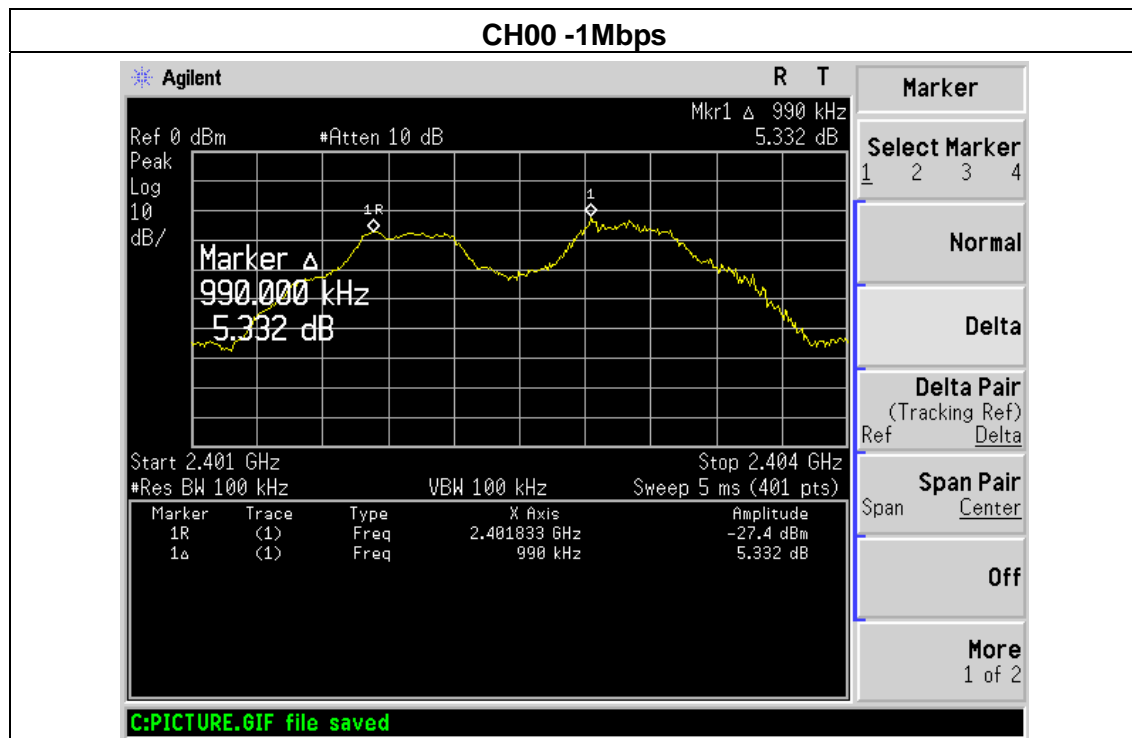 CH00 -1Mbps
Agilent R T
Marker
Mkr1 Δ 990 kHz
Ref 0 dBm #Atten 10 dB 5.332 dB
Peak
Log
10
dB/
1R
1
Marker Δ
990.000 kHz
5.332 dB
Start 2.401 GHz Stop 2.404 GHz
#Res BW 100 kHz VBW 100 kHz Sweep 5 ms (401 pts)
Marker Trace Type X Axis Amplitude
1R (1) Freq 2.401833 GHz -27.4 dBm
1Δ (1) Freq 990 kHz 5.332 dB
Select Marker
1 2 3 4
Normal
Delta
Delta Pair
(Tracking Ref)
Ref Delta
Span Pair
Span Center
Off
More
1 of 2
C:PICTURE.GIF file saved